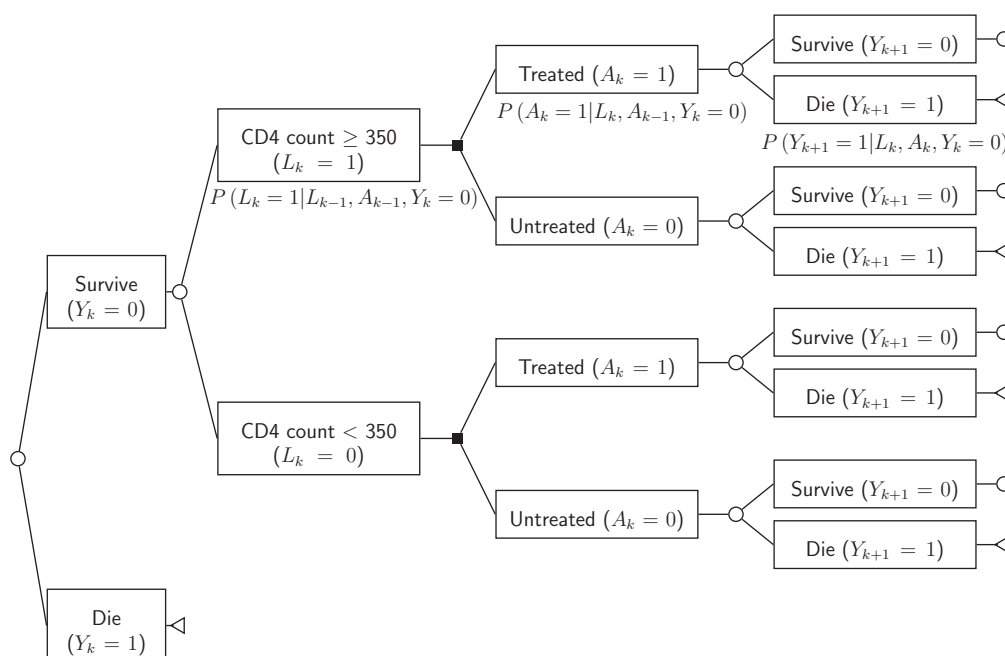 Survive (Y_{k+1} = 0)
Treated (A_k = 1)
Die (Y_{k+1} = 1)
P (A_k = 1|L_k, A_{k−1}, Y_k = 0)
CD4 count ≥ 350
(L_k = 1)
P (Y_{k+1} = 1|L_k, A_k, Y_k = 0)
P (L_k = 1|L_{k−1}, A_{k−1}, Y_k = 0)
Survive (Y_{k+1} = 0)
Untreated (A_k = 0)
Die (Y_{k+1} = 1)
Survive
(Y_k = 0)
Survive (Y_{k+1} = 0)
Treated (A_k = 1)
Die (Y_{k+1} = 1)
CD4 count < 350
(L_k = 0)
Survive (Y_{k+1} = 0)
Untreated (A_k = 0)
Die (Y_{k+1} = 1)
Die
(Y_k = 1)